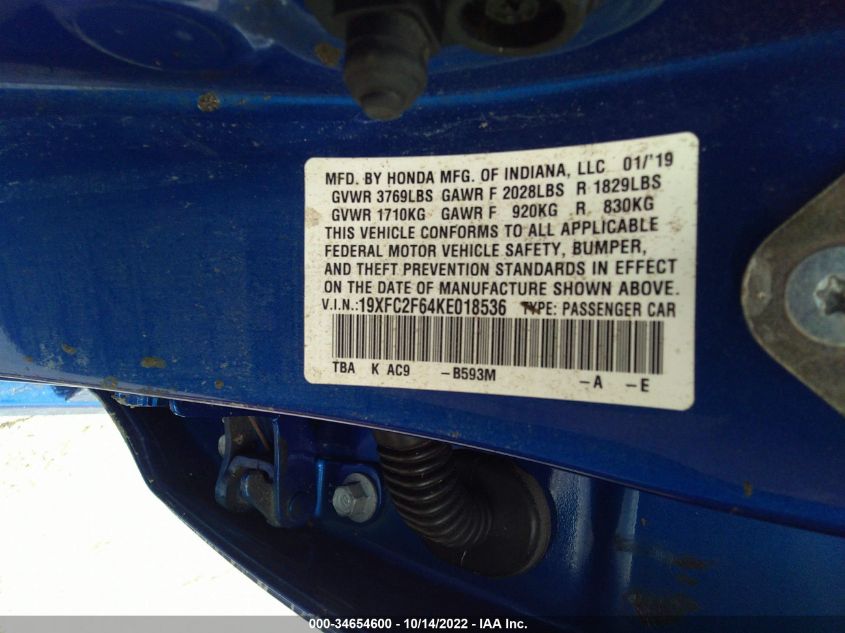 MFD. BY HONDA MFG. OF INDIANA, LLC 01/'19
GVWR 3769LBS GAWR F 2028LBS R 1829LBS
GVWR 1710KG GAWR F 920KG R 830KG
THIS VEHICLE CONFORMS TO ALL APPLICABLE
FEDERAL MOTOR VEHICLE SAFETY, BUMPER,
AND THEFT PREVENTION STANDARDS IN EFFECT
ON THE DATE OF MANUFACTURE SHOWN ABOVE.
V.I.N.:19XFC2F64KE018536 TYPE: PASSENGER CAR
TBA K AC9 -B593M -A -E
000-34654600 - 10/14/2022 - IAA Inc.